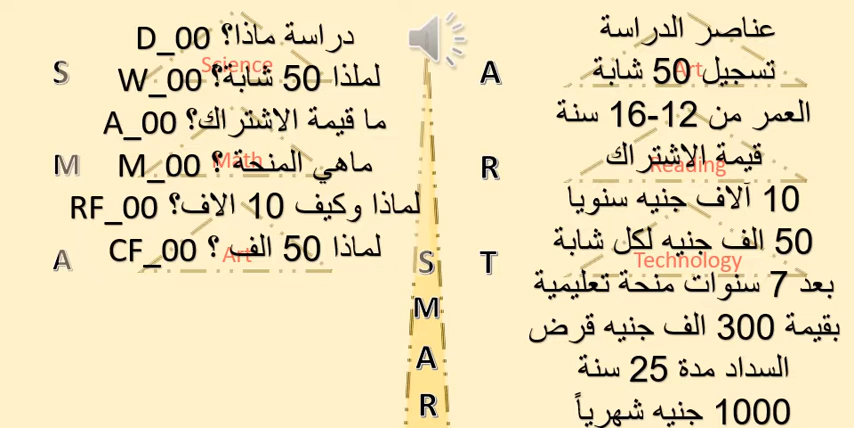 عناصر الدراسة
تسجيل 50 شابة
العمر من 12-16 سنة
قيمة الاشتراك
10 آلاف جنيه سنويا
50 الف جنيه لكل شابة
بعد 7 سنوات منحة تعليمية
بقيمة 300 الف جنيه قرض
السداد مدة 25 سنة
1000 جنيه شهرياً
A
Art
R
Reading
T
Technology
دراسة ماذا؟ D_00
لملذا 50 شابة؟ W_00
ما قيمة الاشتراك؟ A_00
ماهي المنحة ؟ M_00
لماذا وكيف 10 الاف؟ RF_00
لماذا 50 الف ؟ CF_00
S
Science
M
Math
A
Art
S
M
A
R